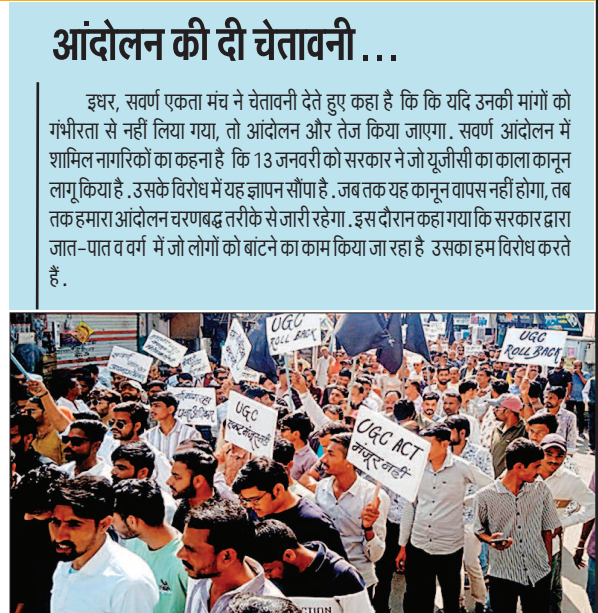 आंदोलन की दी चेतावनी...
इधर, सवर्ण एकता मंच ने चेतावनी देते हुए कहा है कि कि यदि उनकी मांगों को
गंभीरता से नहीं लिया गया, तो आंदोलन और तेज किया जाएगा. सवर्ण आंदोलन में
शामिल नागरिकों का कहना है कि 13 जनवरी को सरकार ने जो यूजीसी का काला कानून
लागू किया है. उसके विरोध में यह ज्ञापन सौंपा है. जब तक यह कानून वापस नहीं होगा, तब
तक हमारा आंदोलन चरणबद्ध तरीके से जारी रहेगा. इस दौरान कहा गया कि सरकार द्वारा
जात-पात व वर्ग में जो लोगों को बांटने का काम किया जा रहा है उसका हम विरोध करते
हैं.
UGC
ROLL BACK
UGC
ROLL BACK
UGC
UGC ACT
मंजूर नहीं